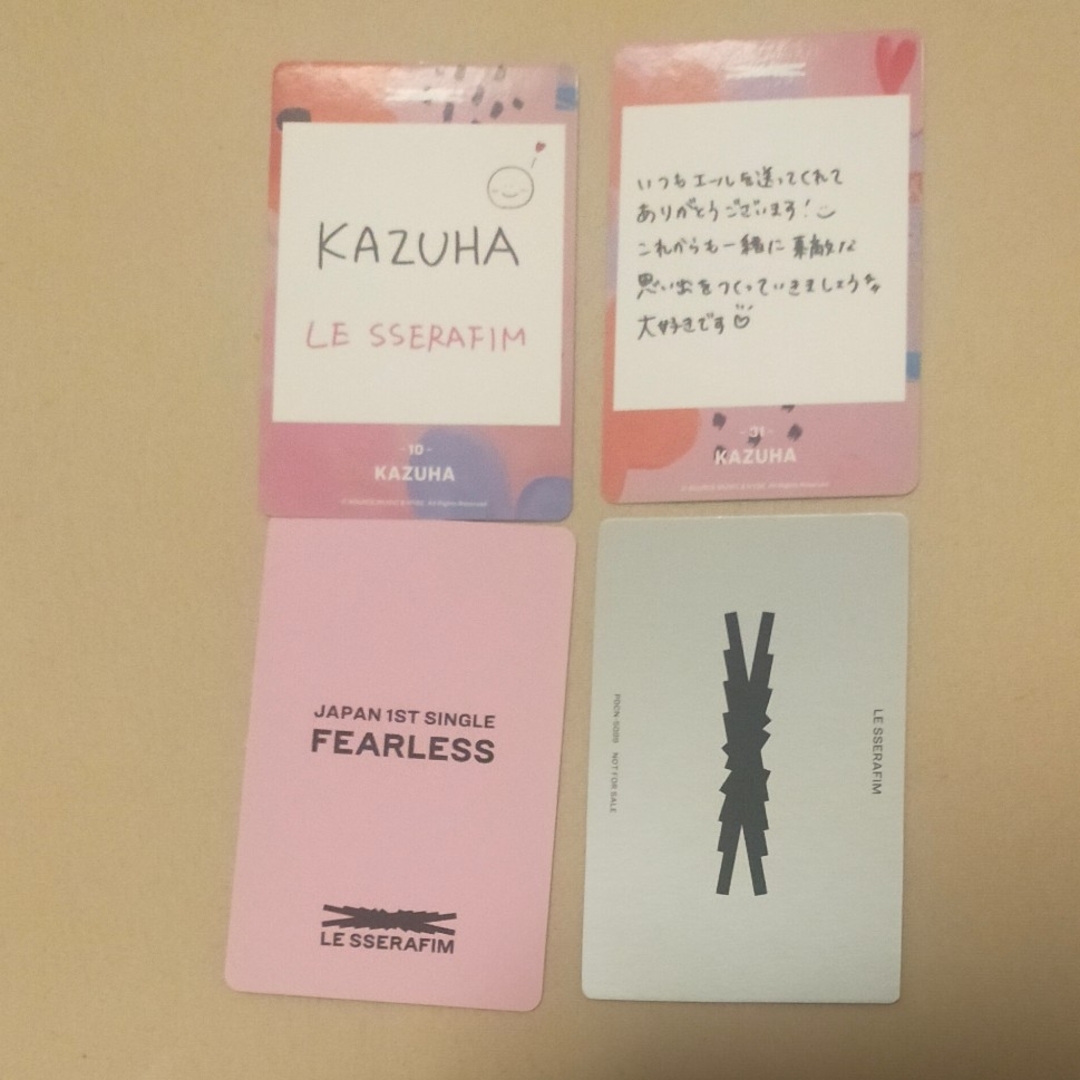 KAZUHA
LE SSERAFIM
-10-
KAZUHA
いつもエールを送ってくれて
ありがとうございます!
これからも一緒に素敵な
思い出をつくっていきましょう
大好きです♡
-31-
KAZUHA
JAPAN 1ST SINGLE
FEARLESS
LE SSERAFIM
NOT FOR SALE
LE SSERAFIM